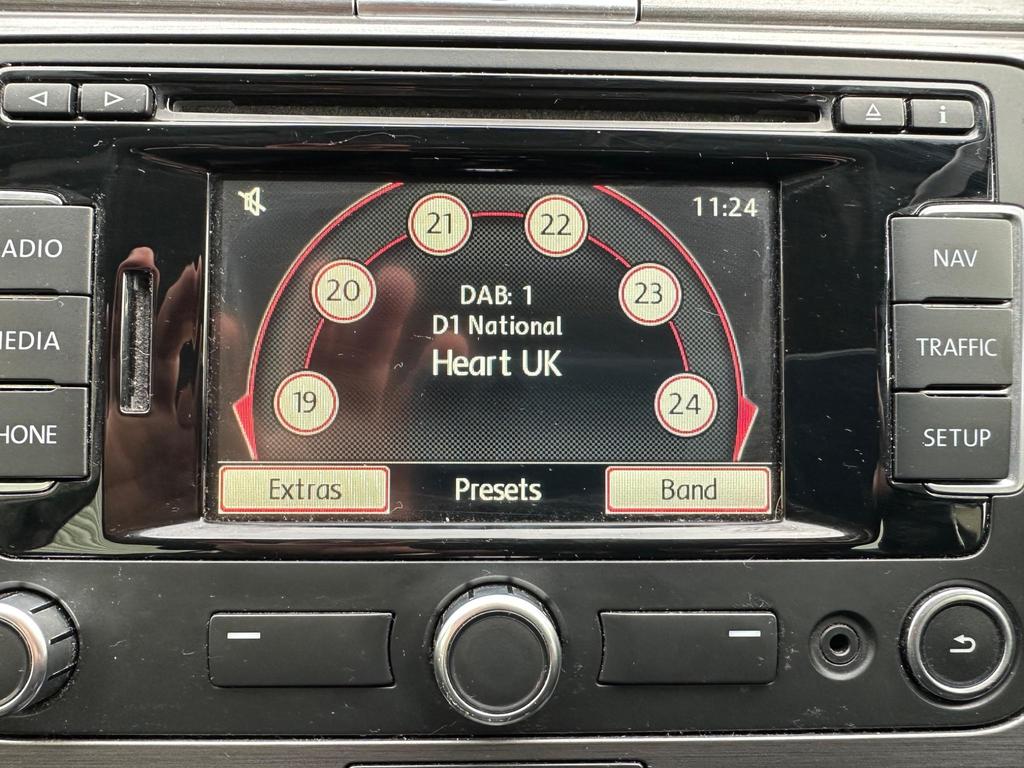 i
ADIO
EDIA
HONE
11:24
21
22
20
23
19
24
DAB: 1
D1 National
Heart UK
Extras
Presets
Band
NAV
TRAFFIC
SETUP